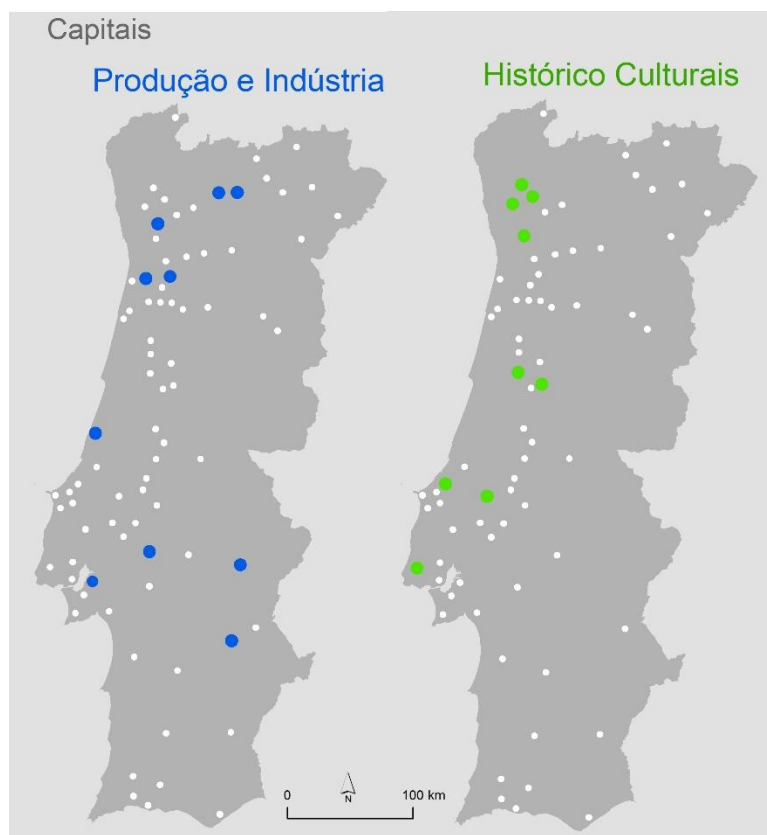 Capitais
Produção e Indústria
Histórico Culturais
N
0 100 km